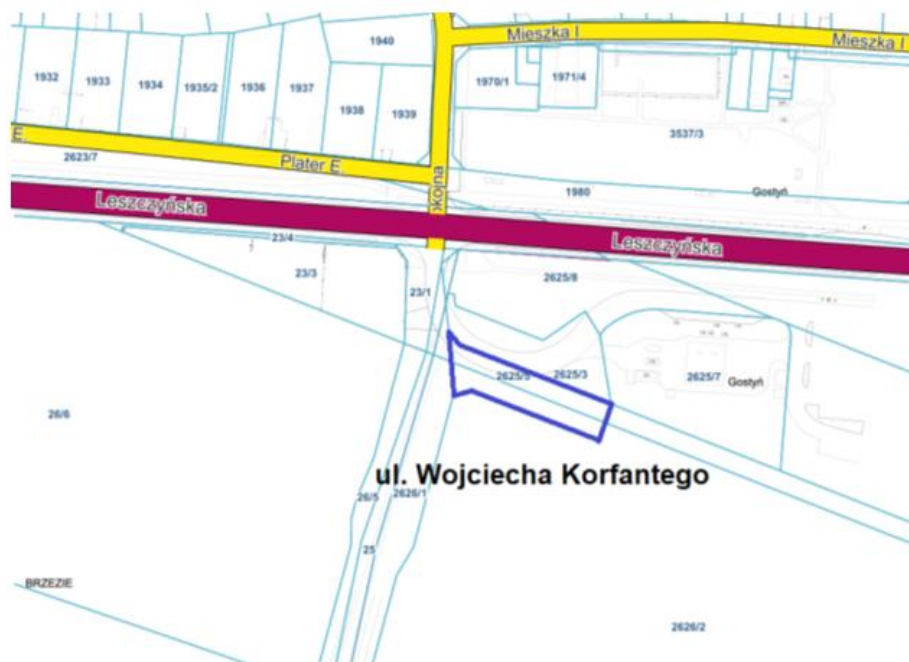 Mieszka I
Mieszka I
1940
1932
1933
1934
1935/2
1936
1937
1938
1939
1970/1
1971/4
3537/3
E.
2623/7
Plater E.
1980
Gostyń
Leszczyńska
Leszczyńska
23/4
23/3
23/1
2625/8
2625/5
2625/3
2625/7
Gostyń
26/6
ul. Wojciecha Korfantego
26/5
2626/1
25
BRZEZIE
2626/2